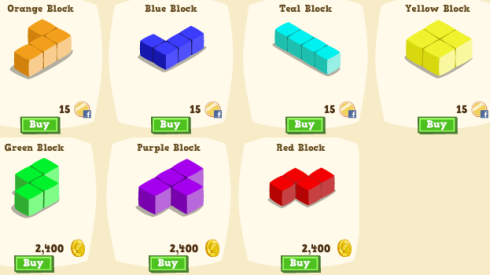 Orange Block
Blue Block
Teal Block
Yellow Block
15
15
15
15
Buy
Buy
Buy
Buy
Green Block
Purple Block
Red Block
2,400
2,400
2,400
Buy
Buy
Buy